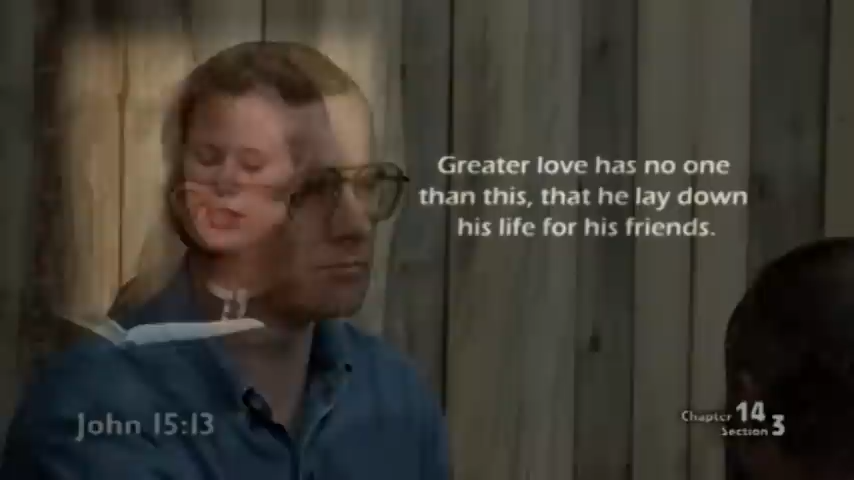 Greater love has no one
than this, that he lay down
his life for his friends.
John 15:13
Chapter 14
Section 3